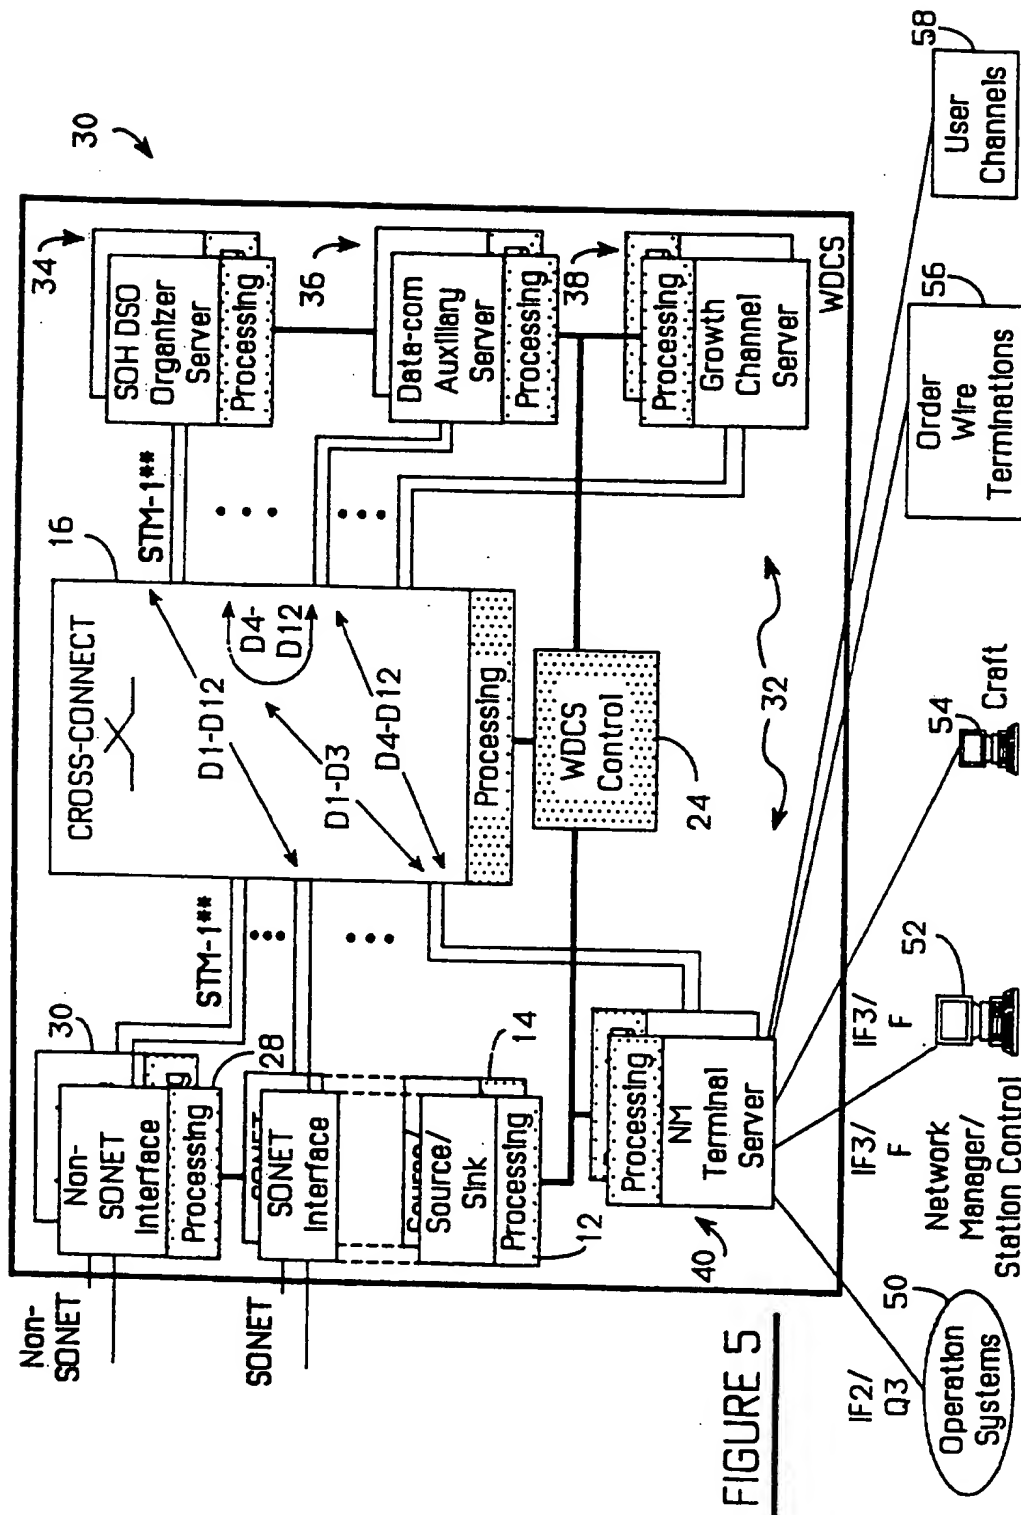 30
Non-
SONET
SONET
30
Non-
SONET
Interface
Processing
28
SONET
Interface
Source/
Sink
Processing
12
14
STM-1**
CROSS-CONNECT
16
D1-D12
D4-
D12
D1-D3
D4-D12
Processing
STM-1**
34
SOH DSO
Organizer
Server
Processing
36
Data-com
Auxiliary
Server
Processing
38
Processing
Growth
Channel
Server
WDCS
WDCS
Control
24
32
Processing
NM
Terminal
Server
40
IF2/
Q3
50
Operation
Systems
IF3/
F
Network
Manager/
Station Control
IF3/
F
52
54
Craft
56
Order
Wire
Terminations
58
User
Channels
FIGURE 5